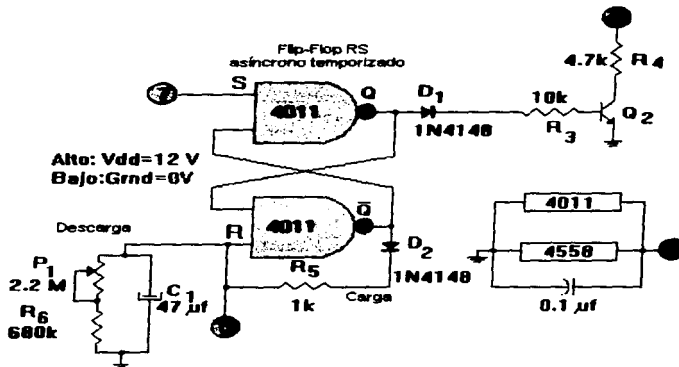 Flip-Flop RS
asíncrono temporizado
S
4011
Q
D1
1N4148
10k
R3
4.7k
R4
Q2
7
Alto: Vdd=12 V
Bajo:Grnd=0V
Descarga
R
4011
Q̅
D2
1N4148
R5
1k
Carga
P1
2.2 M
R6
680k
C1
47 µf
4011
4558
0.1 µf